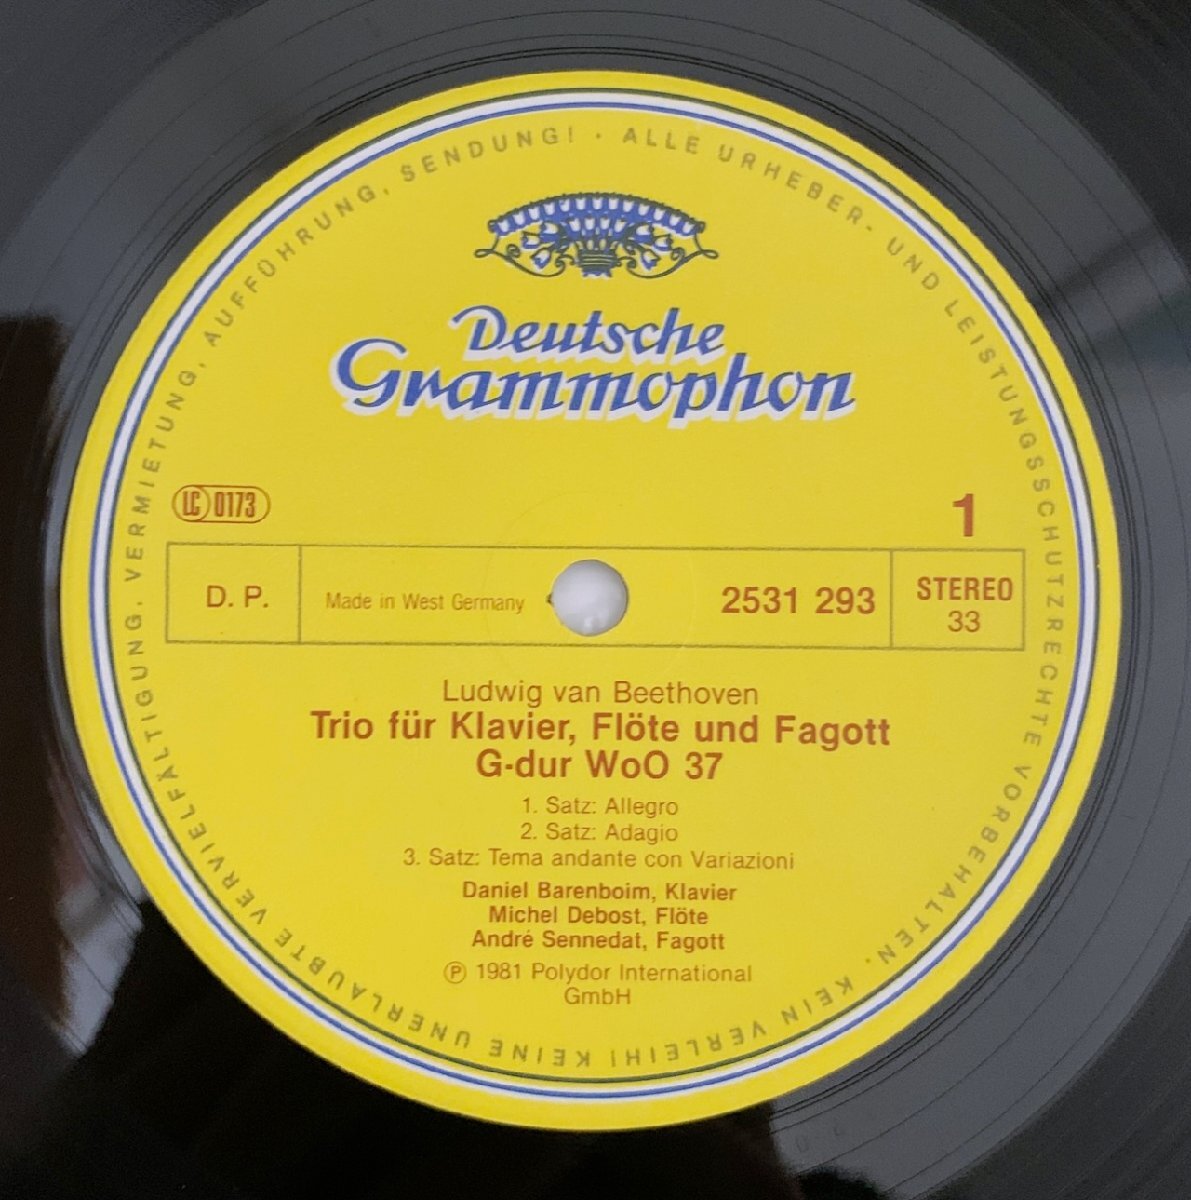 ALLE URHEBER- UND LEISTUNGSSCHUTZRECHTE VORBEHALTEN. KEIN VERLEIH! KEINE UNERLAUBTE VERVIELFÄLTIGUNG, VERMIETUNG, AUFFÜHRUNG, SENDUNG! ·
Deutsche
Grammophon
LC 0173
1
D. P.
Made in West Germany
2531 293
STEREO
33
Ludwig van Beethoven
Trio für Klavier, Flöte und Fagott
G-dur WoO 37
1. Satz: Allegro
2. Satz: Adagio
3. Satz: Tema andante con Variazioni
Daniel Barenboim, Klavier
Michel Debost, Flöte
André Sennedat, Fagott
Ⓟ 1981 Polydor International
GmbH